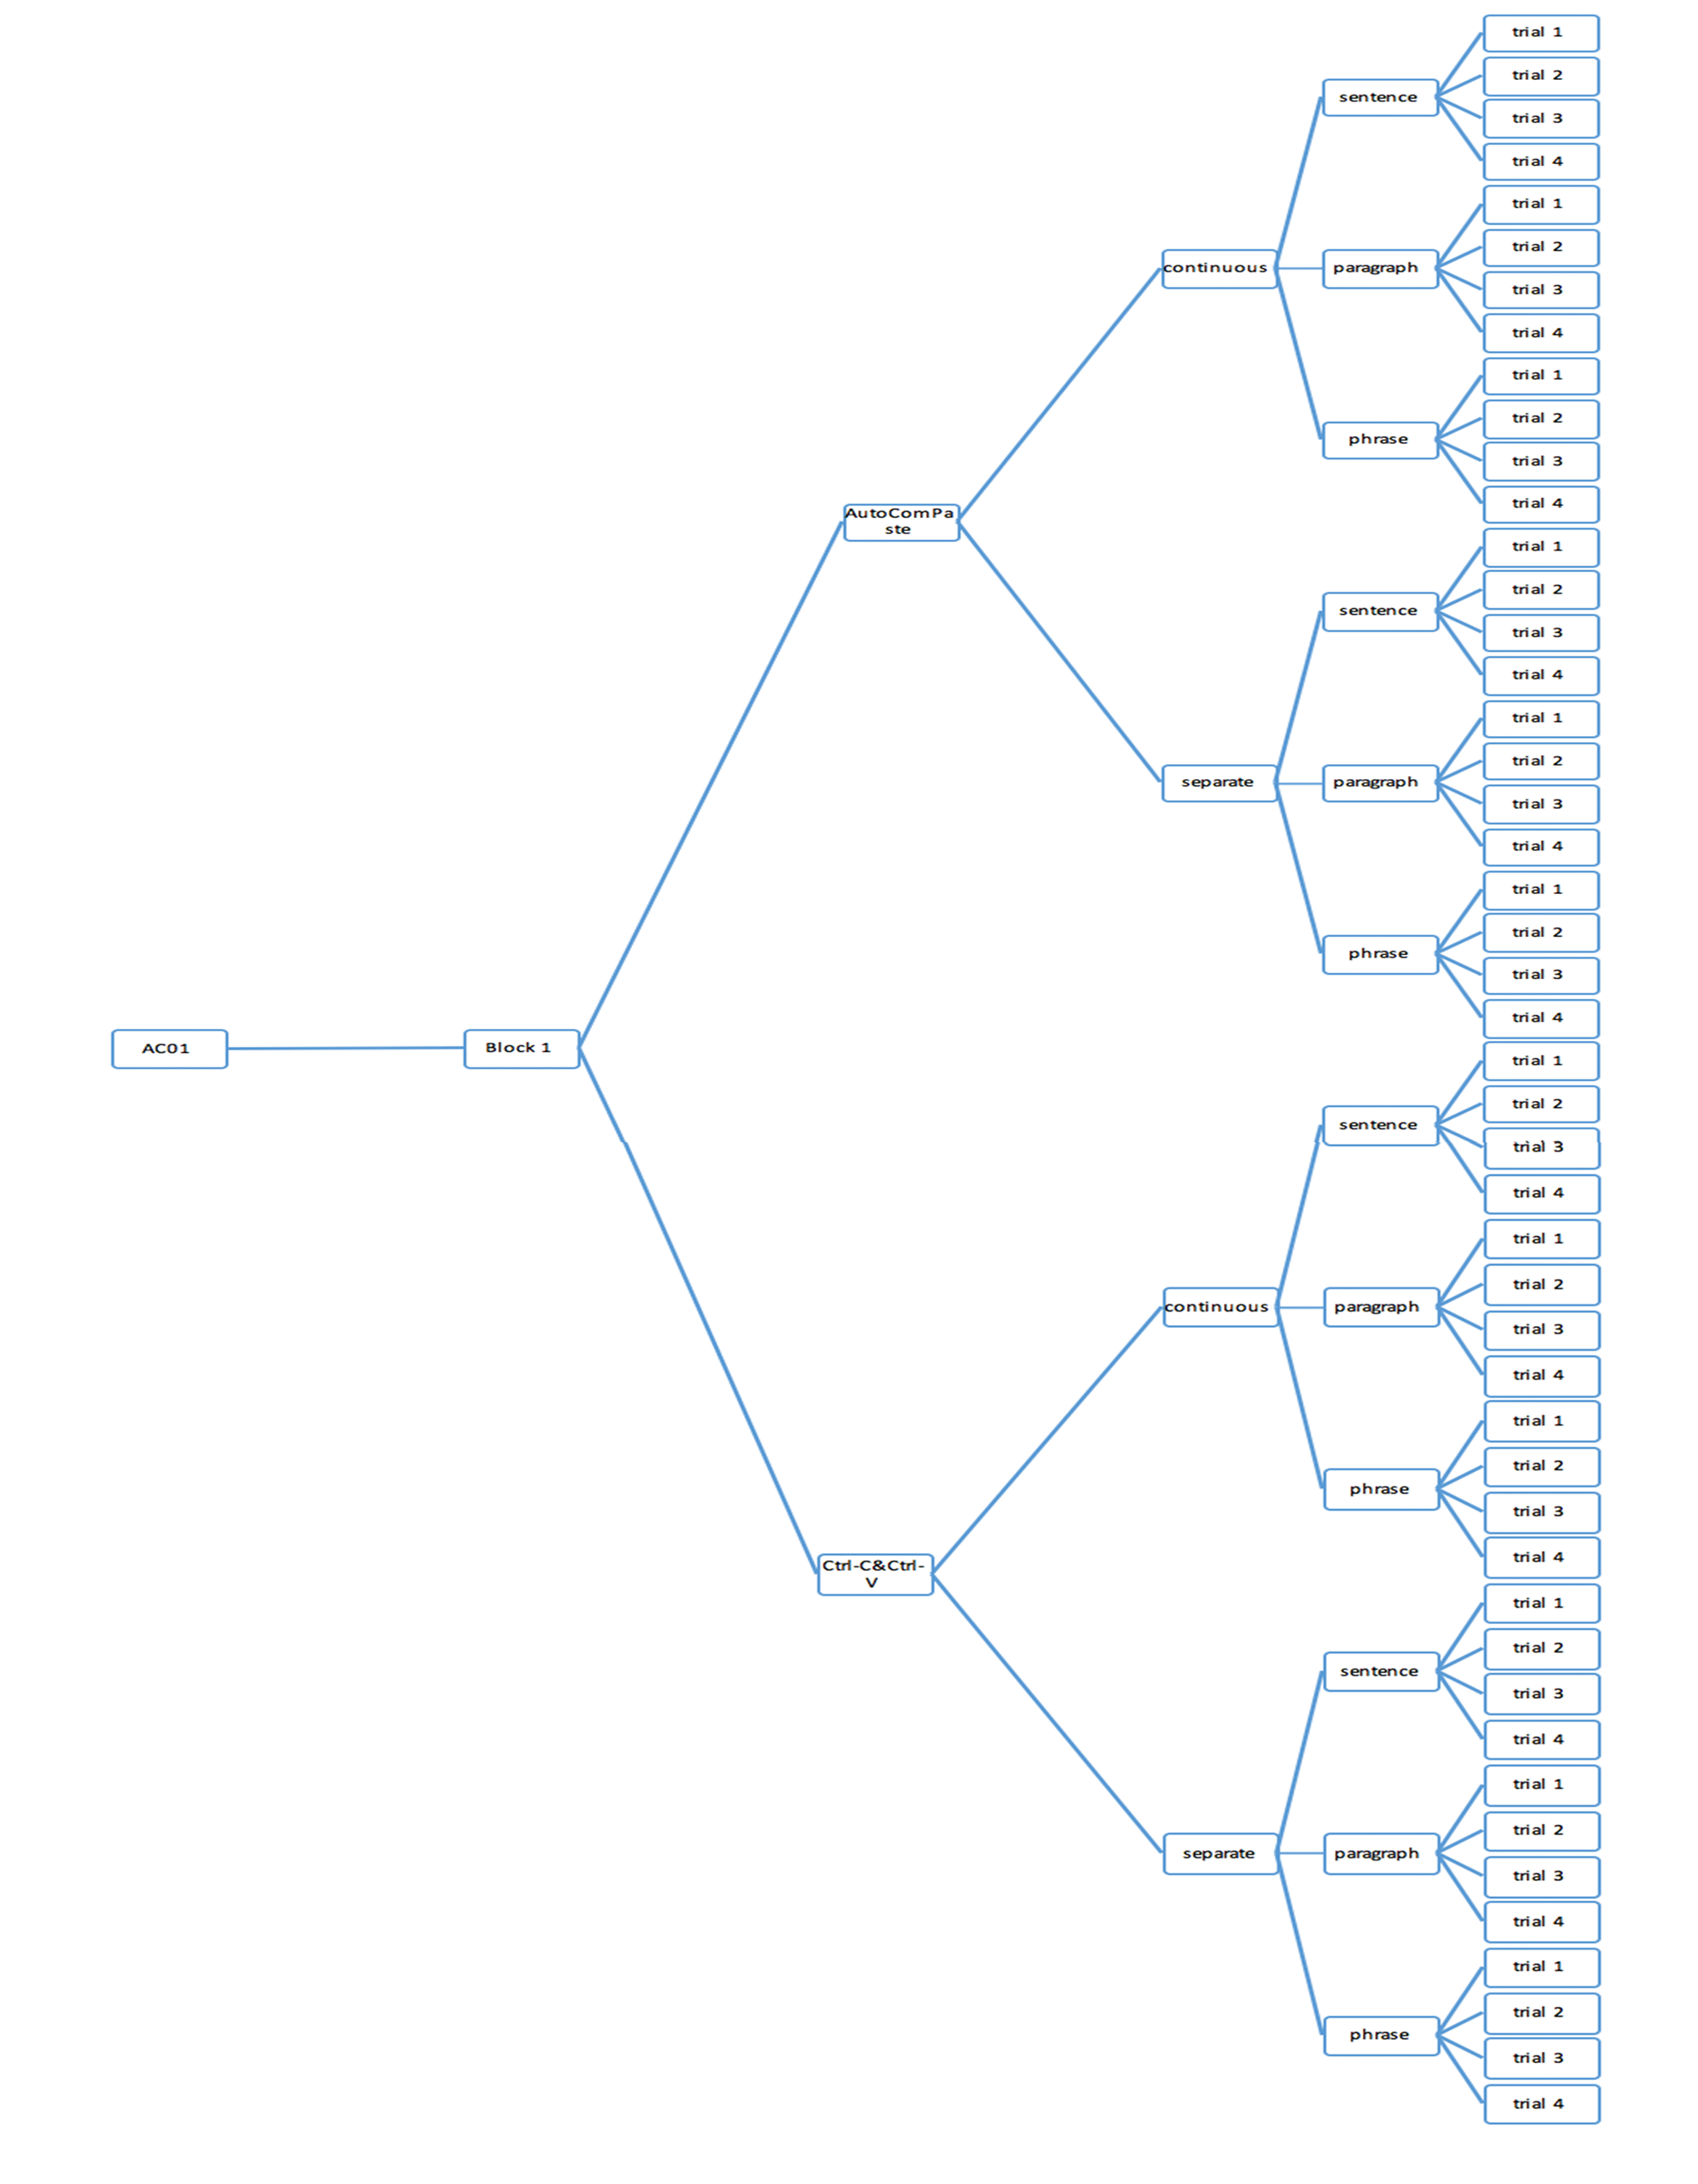 AC01
Block 1
AutoComPa
ste
continuous
sentence
trial 1
trial 2
trial 3
trial 4
paragraph
trial 1
trial 2
trial 3
trial 4
phrase
trial 1
trial 2
trial 3
trial 4
separate
sentence
trial 1
trial 2
trial 3
trial 4
paragraph
trial 1
trial 2
trial 3
trial 4
phrase
trial 1
trial 2
trial 3
trial 4
Ctrl-C&Ctrl-
V
continuous
sentence
trial 1
trial 2
trial 3
trial 4
paragraph
trial 1
trial 2
trial 3
trial 4
phrase
trial 1
trial 2
trial 3
trial 4
separate
sentence
trial 1
trial 2
trial 3
trial 4
paragraph
trial 1
trial 2
trial 3
trial 4
phrase
trial 1
trial 2
trial 3
trial 4